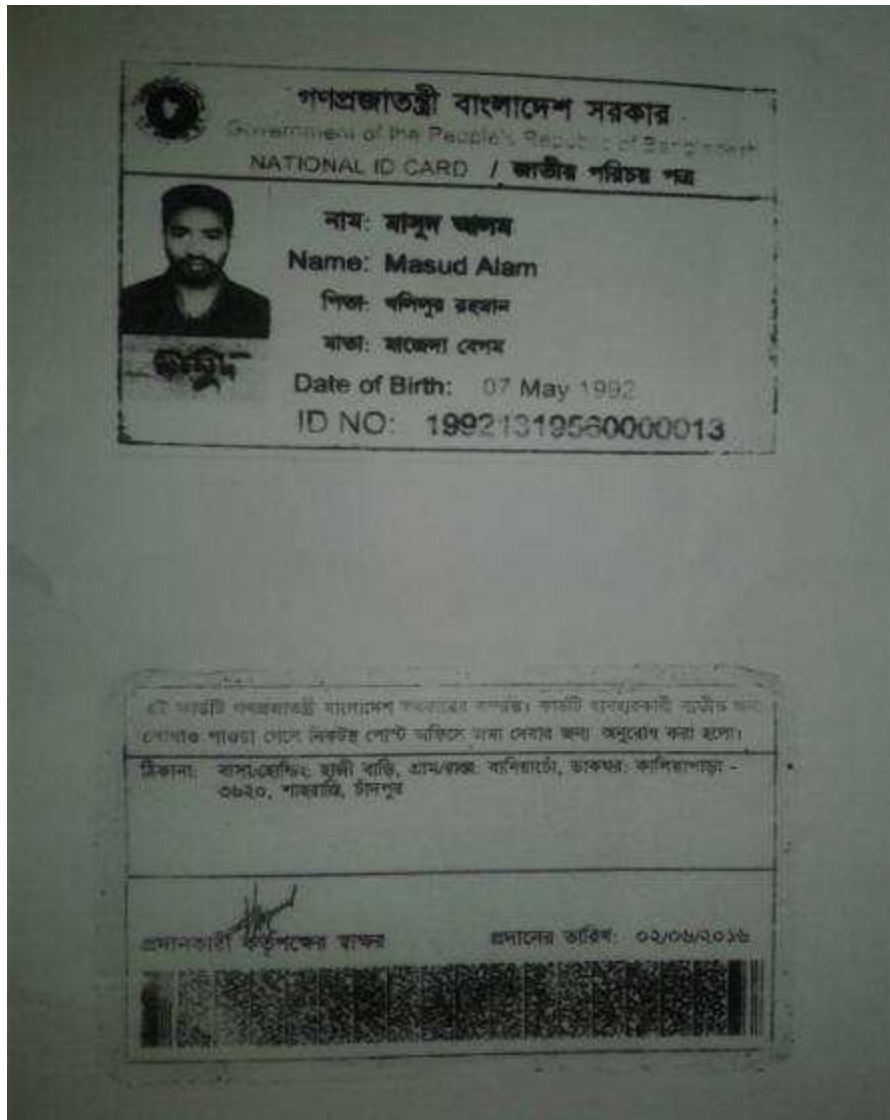 গণপ্রজাতন্ত্রী বাংলাদেশ সরকার
Government of the People's Republic of Bangladesh
NATIONAL ID CARD / জাতীয় পরিচয় পত্র
নাম: মাসুদ আলম
Name: Masud Alam
পিতা: খলিলুর রহমান
মাতা: মাজেদা বেগম
Date of Birth: 07 May 1992
ID NO: 19921319560000013
মাসুদ
এই কার্ডটি গণপ্রজাতন্ত্রী বাংলাদেশ সরকারের সম্পত্তি। কার্ডটি ব্যবহারকারী ব্যতীত অন্য
কোথাও পাওয়া গেলে নিকটস্থ পোস্ট অফিসে জমা দেবার জন্য অনুরোধ করা হলো।
ঠিকানা: বাসা/হোল্ডিং: হাজী বাড়ি, গ্রাম/রাস্তা: বানিয়াচোঁ, ডাকঘর: কালিয়াপাড়া -
৩৬২০, শাহরাস্তি, চাঁদপুর
প্রদানকারী কর্তৃপক্ষের স্বাক্ষর প্রদানের তারিখ: ০২/০৬/২০১৬